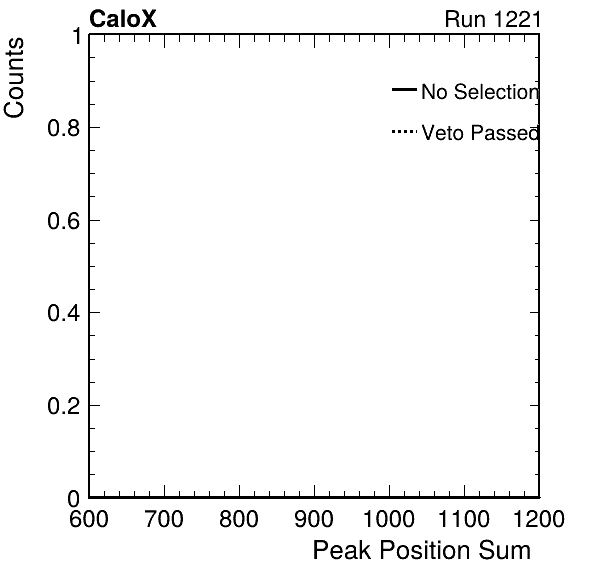 CaloX Run 1221
Counts
1
No Selection
0.8
Veto Passed
0.6
0.4
0.2
0
600 700 800 900 1000 1100 1200
Peak Position Sum